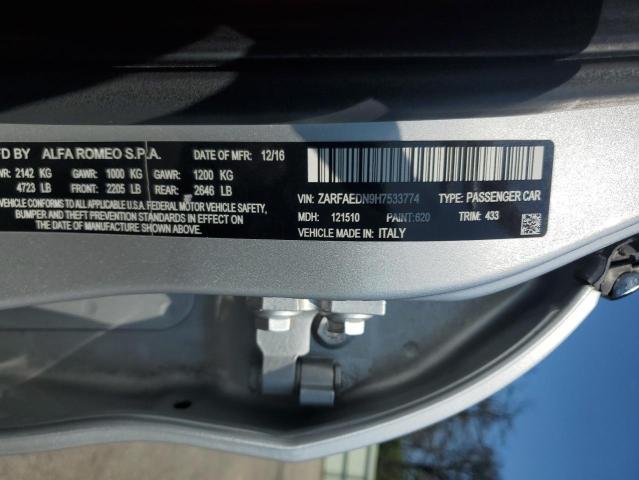 FD BY ALFA ROMEO S.P.A. DATE OF MFR. 12/16
WR: 2142 KG GAWR: 1000 KG GAWR: 1200 KG
4723 LB FRONT: 2205 LB REAR: 2646 LB
VEHICLE CONFORMS TO ALL APPLICABLE U.S. FEDERAL MOTOR VEHICLE SAFETY,
BUMPER AND THEFT PREVENTION STANDARDS IN EFFECT ON
THE DATE OF MANUFACTURE SHOWN ABOVE.
VIN: ZARFAEDN9H7533774 TYPE: PASSENGER CAR
MDH: 121510 PAINT: 620 TRIM: 433
VEHICLE MADE IN: ITALY